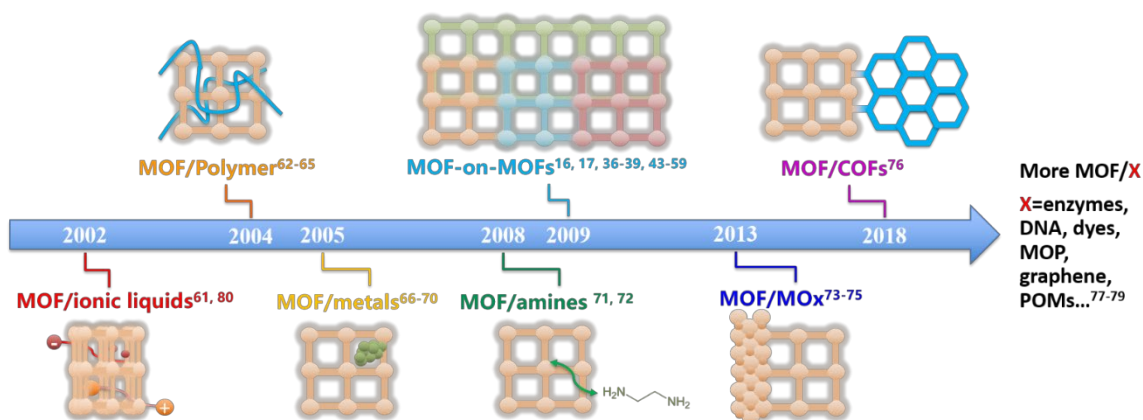 MOF/Polymer62-65
MOF-on-MOFs16, 17, 36-39, 43-59
MOF/COFs76
More MOF/X
X=enzymes,
DNA, dyes,
MOP,
graphene,
POMs...77-79
2002
2004
2005
2008
2009
2013
2018
MOF/ionic liquids61, 80
MOF/metals66-70
MOF/amines 71, 72
MOF/MOx73-75
H₂N
NH₂